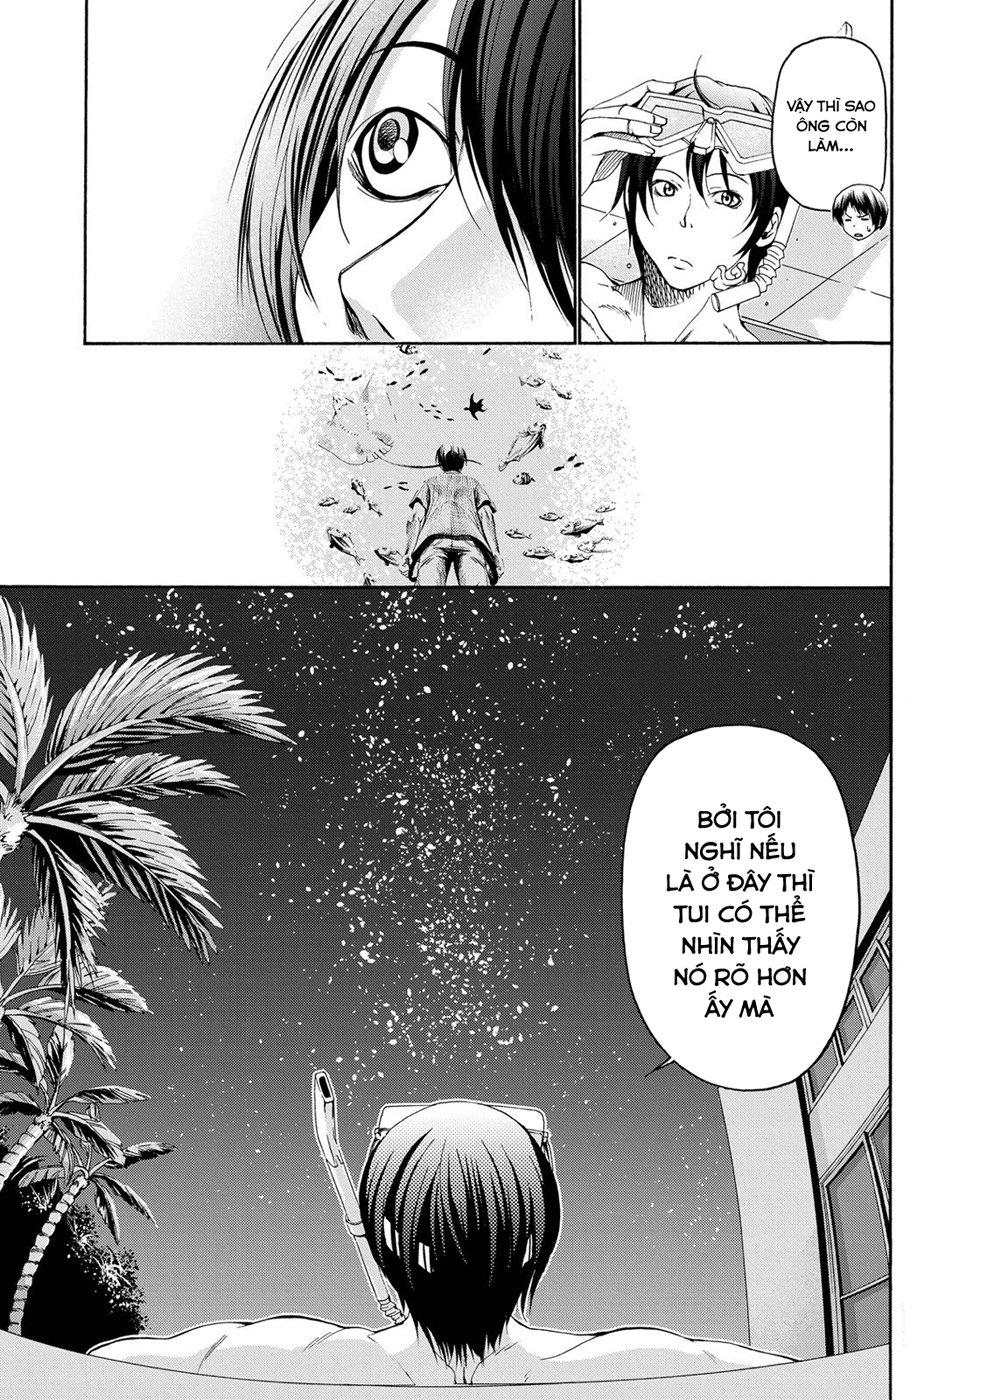 VẬY THÌ SAO
ÔNG CÒN
LÀM...
BỞI TÔI
NGHĨ NẾU
LÀ Ở ĐÂY THÌ
TUI CÓ THỂ
NHÌN THẤY
NÓ RÕ HƠN
ẤY MÀ